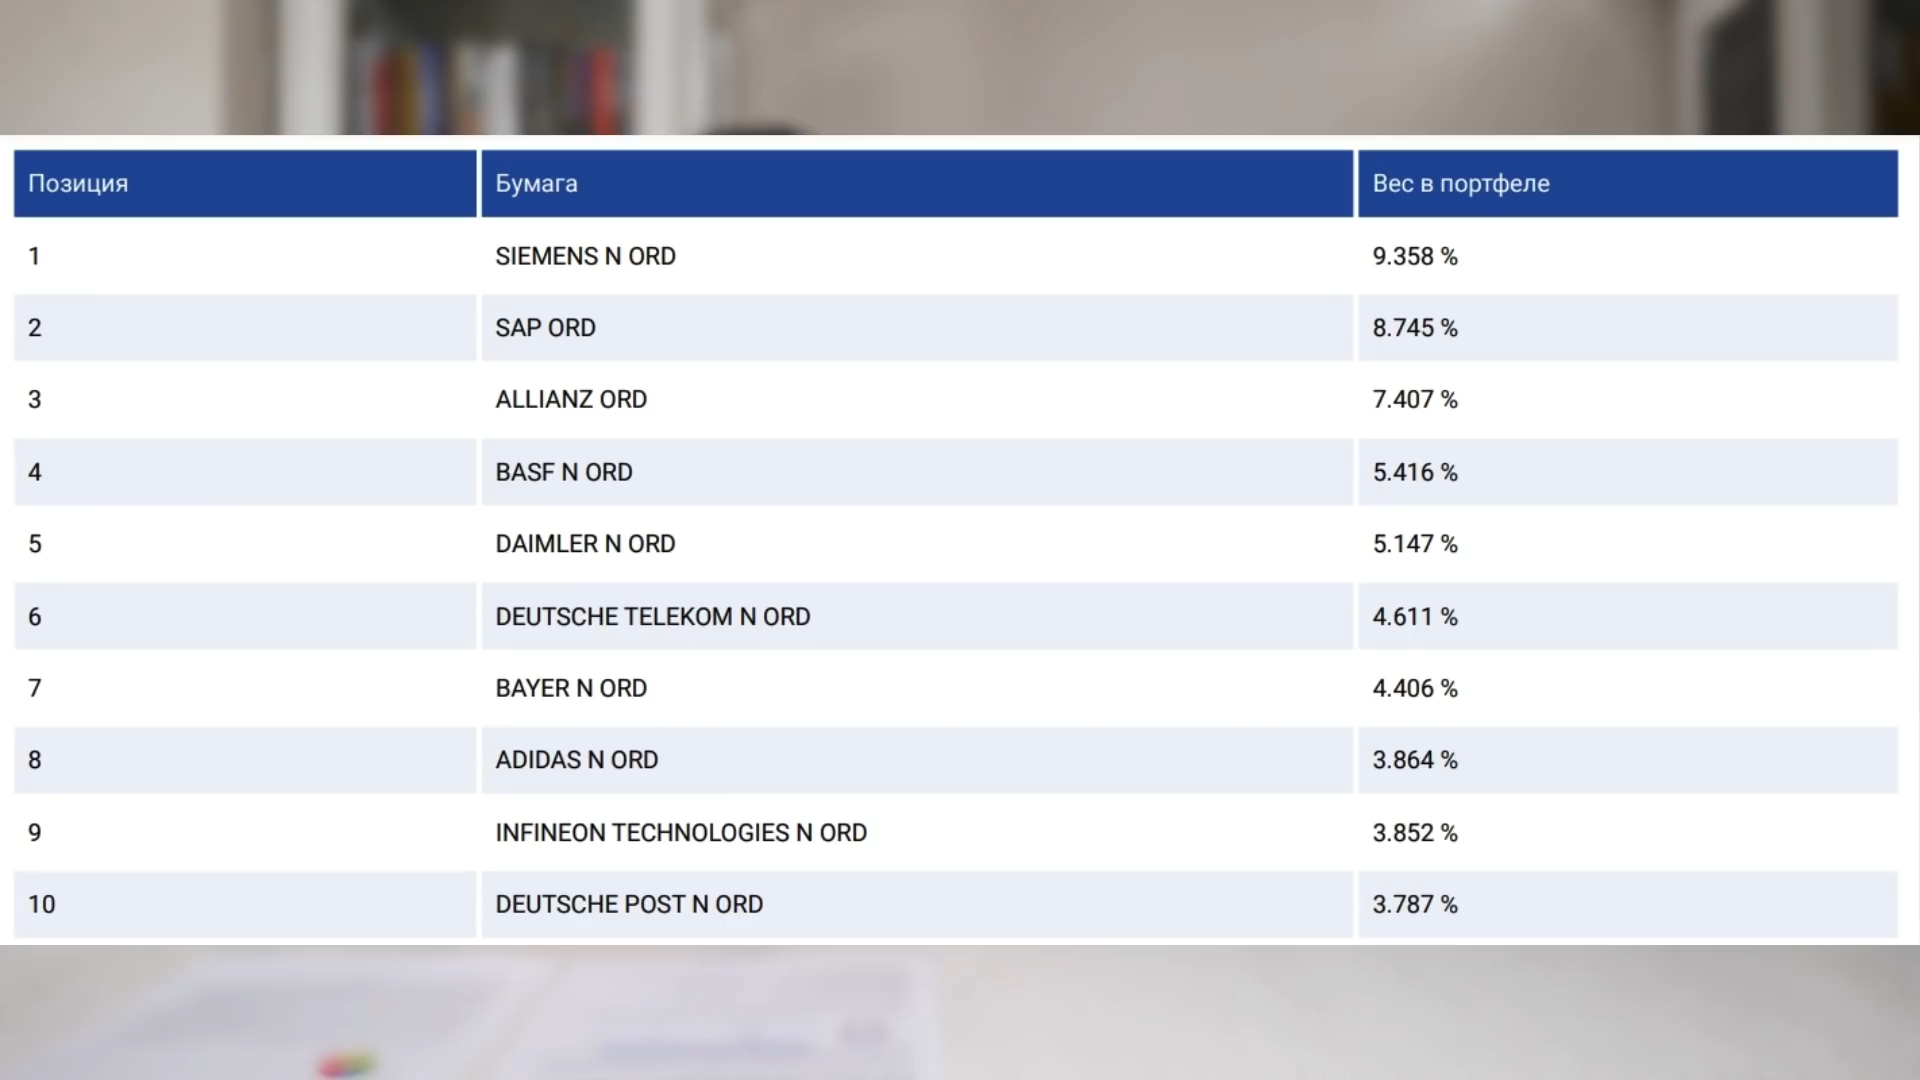 Позиция Бумага Вес в портфеле
1 SIEMENS N ORD 9.358 %
2 SAP ORD 8.745 %
3 ALLIANZ ORD 7.407 %
4 BASF N ORD 5.416 %
5 DAIMLER N ORD 5.147 %
6 DEUTSCHE TELEKOM N ORD 4.611 %
7 BAYER N ORD 4.406 %
8 ADIDAS N ORD 3.864 %
9 INFINEON TECHNOLOGIES N ORD 3.852 %
10 DEUTSCHE POST N ORD 3.787 %